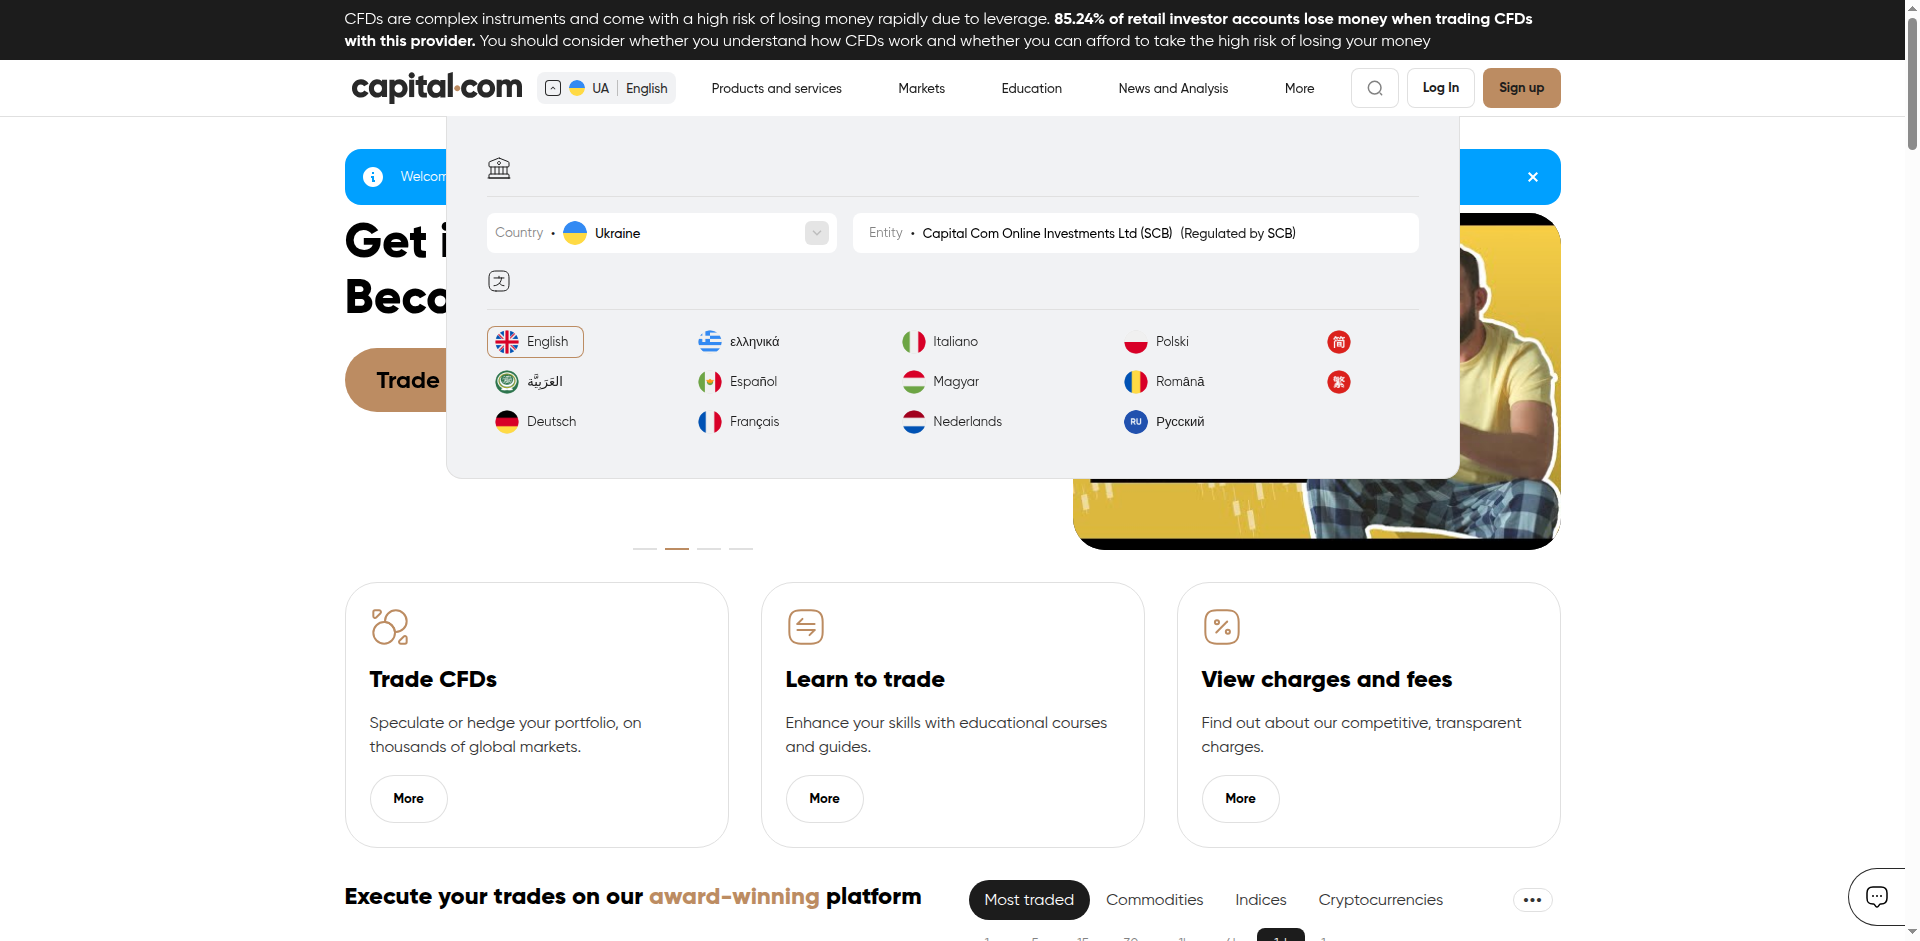 CFDs are complex instruments and come with a high risk of losing money rapidly due to leverage. 85.24% of retail investor accounts lose money when trading CFDs
with this provider. You should consider whether you understand how CFDs work and whether you can afford to take the high risk of losing your money
capital.com
UA English
Products and services
Markets
Education
News and Analysis
More
Log In
Sign up
Country • Ukraine
Entity • Capital Com Online Investments Ltd (SCB) (Regulated by SCB)
文
English
ελληνικά
Italiano
Polski
简
العَرَبِيَّة
Español
Magyar
Română
繁
Deutsch
Français
Nederlands
RU Русский
Get
Trade
Trade CFDs
Speculate or hedge your portfolio, on
thousands of global markets.
More
Learn to trade
Enhance your skills with educational courses
and guides.
More
View charges and fees
Find out about our competitive, transparent
charges.
More
Execute your trades on our award-winning platform
Most traded
Commodities
Indices
Cryptocurrencies